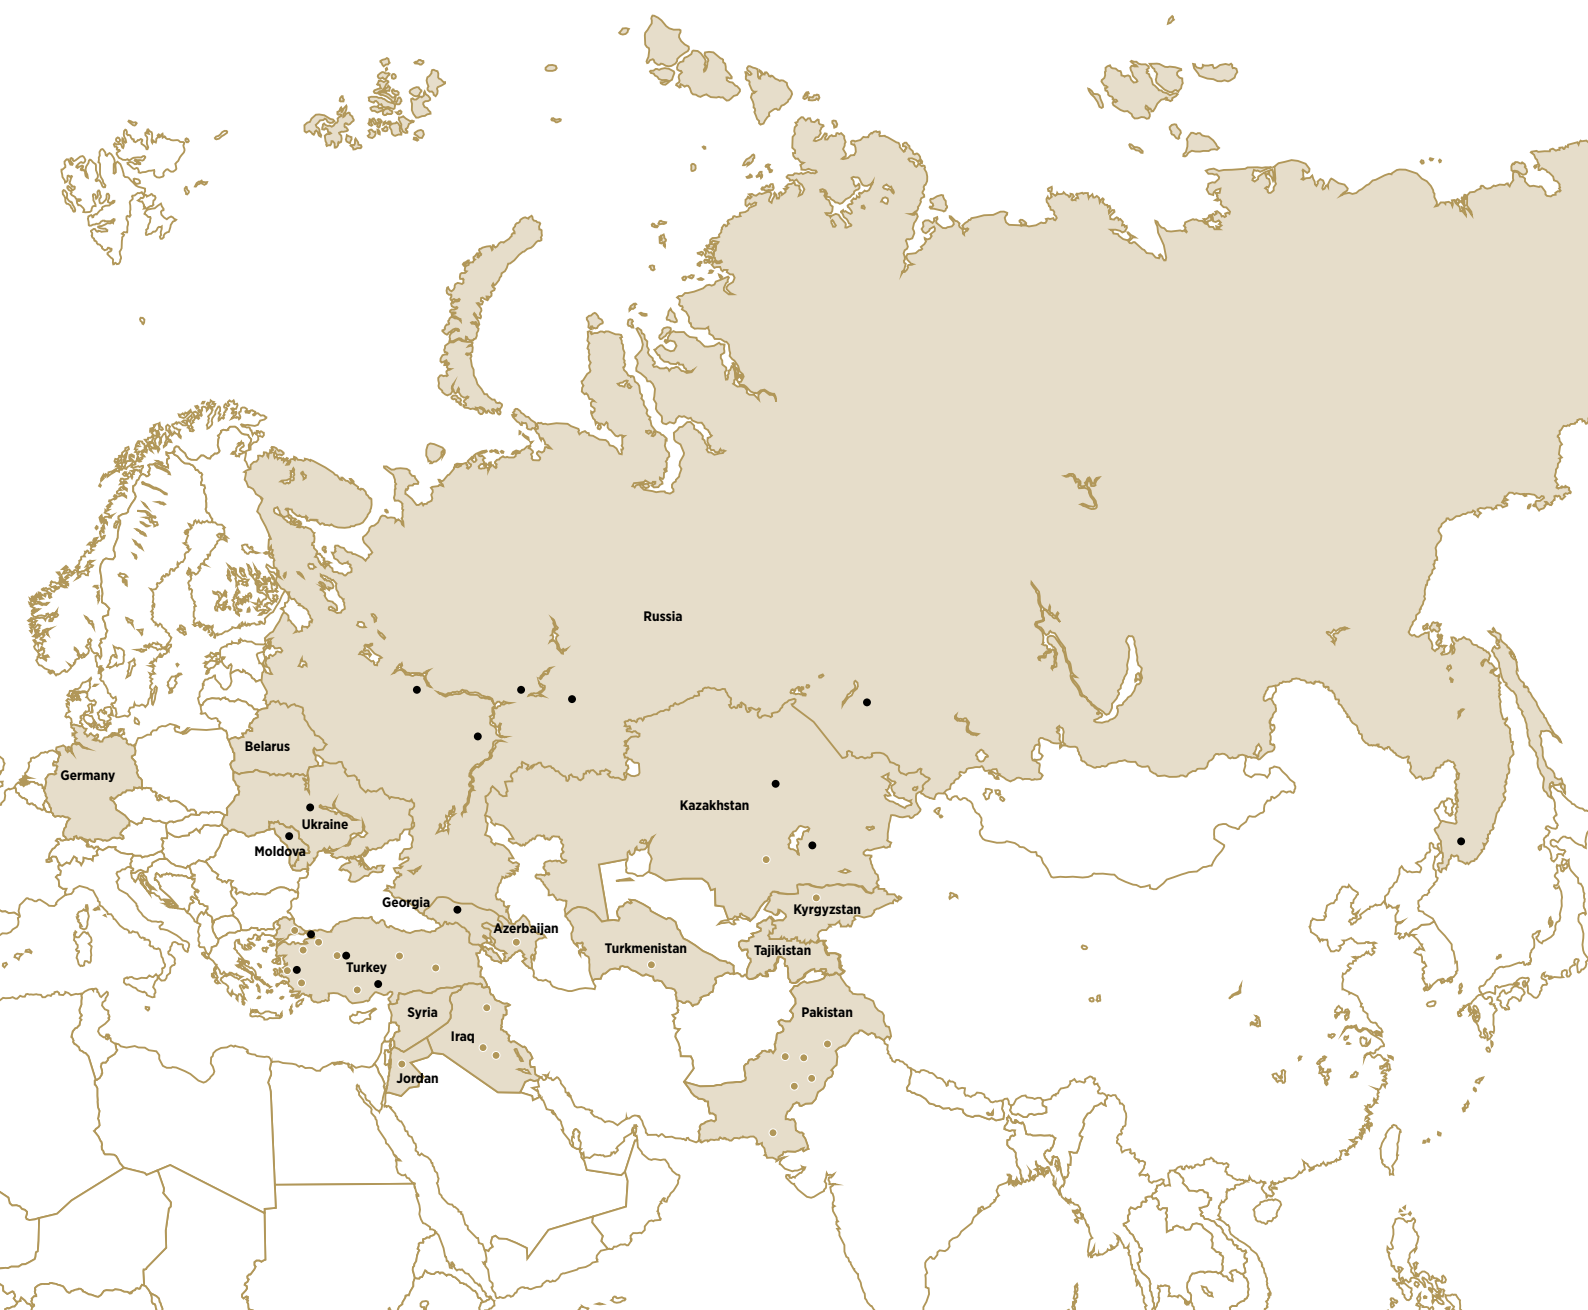 Russia
Belarus
Germany
Kazakhstan
Ukraine
Moldova
Georgia
Kyrgyzstan
Azerbaijan
Turkmenistan
Tajikistan
Turkey
Syria
Pakistan
Iraq
Jordan